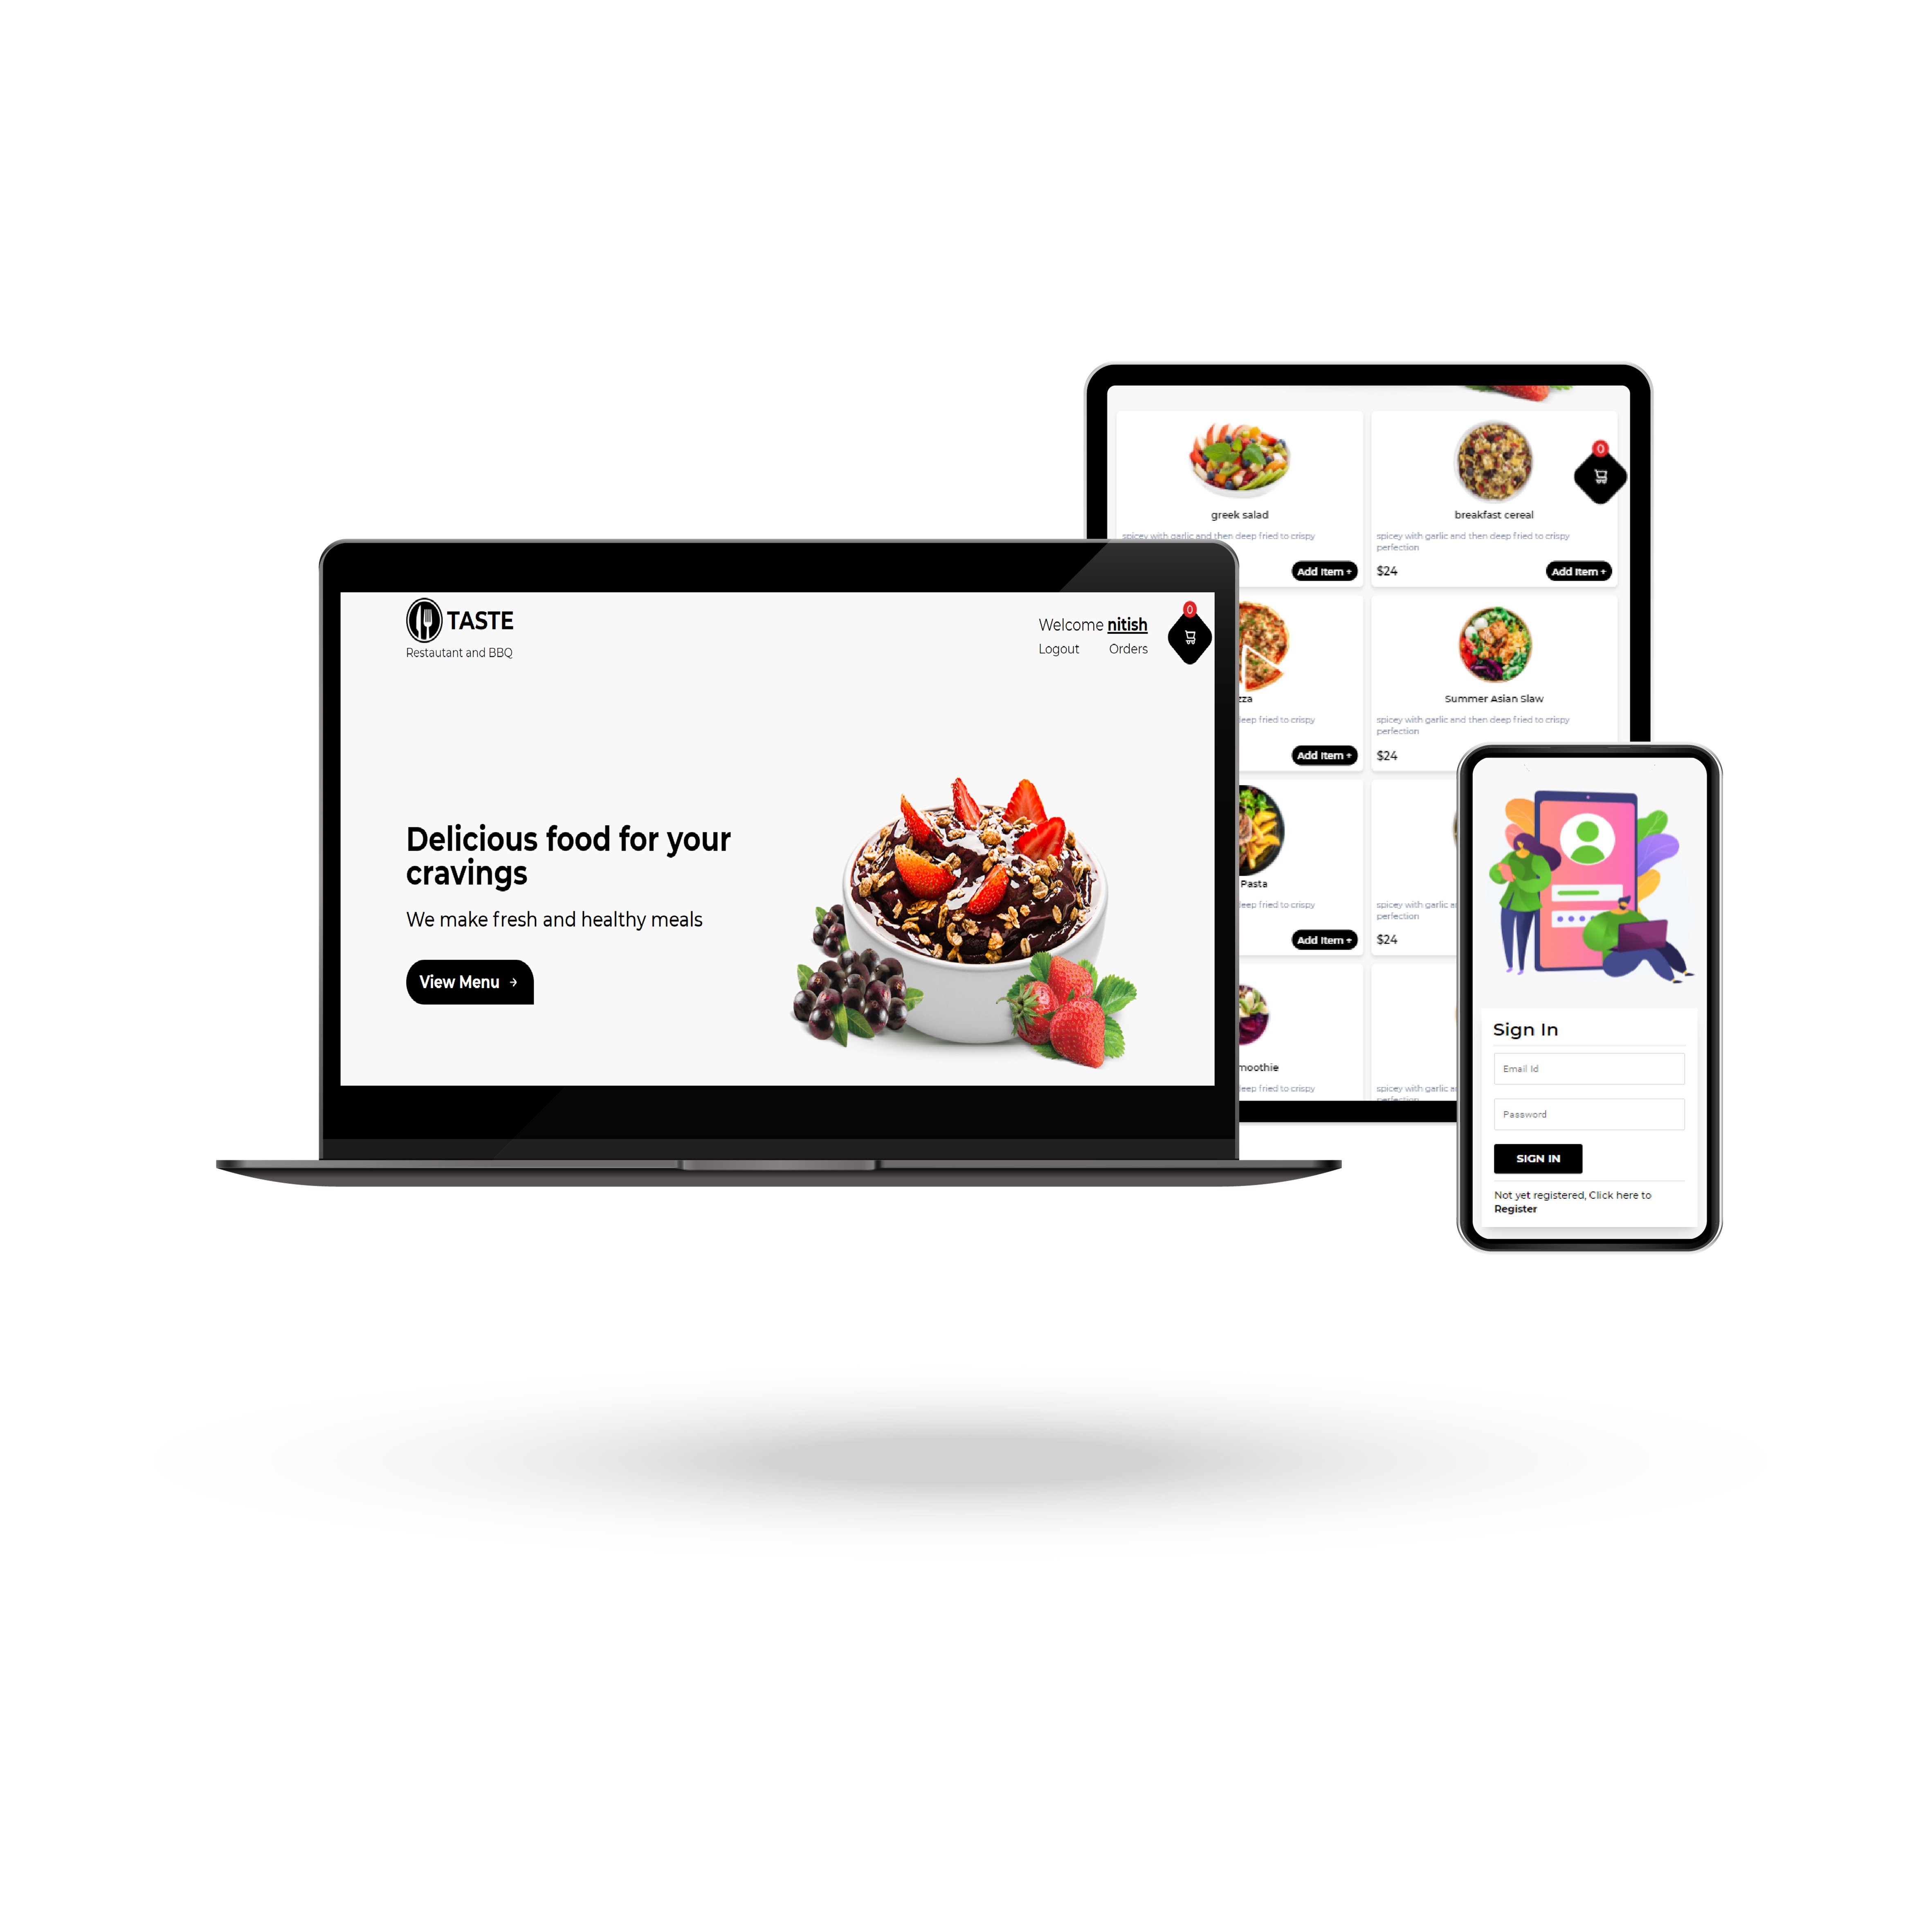 TASTE
Restautant and BBQ
Welcome nitish
Logout Orders
0
Delicious food for your
cravings
We make fresh and healthy meals
View Menu →
0
greek salad
spicey with garlic and then deep fried to crispy
Add Item +
breakfast cereal
spicey with garlic and then deep fried to crispy
perfection
$24
Add Item +
zza
deep fried to crispy
Add Item +
Summer Asian Slaw
spicey with garlic and then deep fried to crispy
perfection
$24
Pasta
deep fried to crispy
Add Item +
spicey with garlic a
perfection
$24
moothie
deep fried to crispy
spicey with garlic a
perfection
Sign In
Email Id
Password
SIGN IN
Not yet registered, Click here to
Register